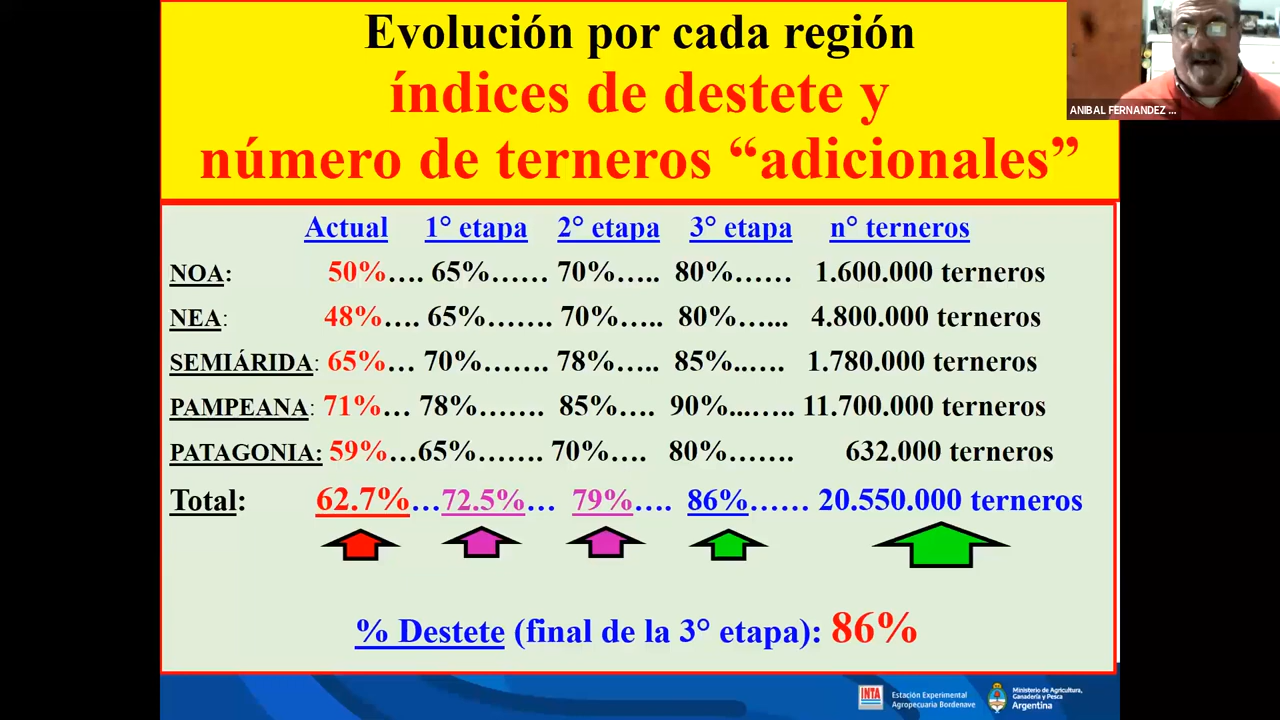 Evolución por cada región
índices de destete y
número de terneros “adicionales”
ANIBAL FERNANDEZ ...
Actual 1° etapa 2° etapa 3° etapa n° terneros
NOA: 50%…. 65%…… 70%….. 80%…… 1.600.000 terneros
NEA: 48%…. 65%……. 70%….. 80%…... 4.800.000 terneros
SEMIÁRIDA: 65%… 70%……. 78%….. 85%..…. 1.780.000 terneros
PAMPEANA: 71%… 78%……. 85%…. 90%...….. 11.700.000 terneros
PATAGONIA: 59%…65%……. 70%…. 80%……. 632.000 terneros
Total: 62.7%…72.5%… 79%…. 86%…… 20.550.000 terneros
% Destete (final de la 3° etapa): 86%
INTA
Estación Experimental
Agropecuaria Bordenave
Ministerio de Agricultura,
Ganadería y Pesca
Argentina